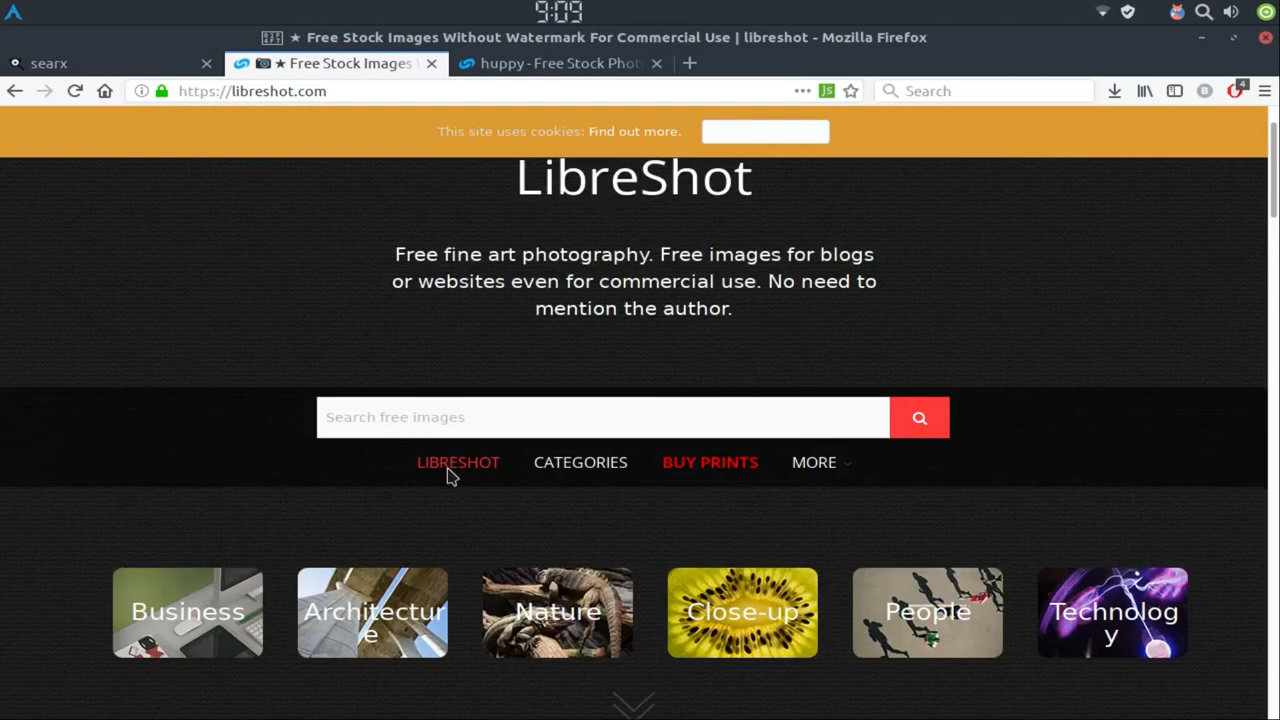 9:09
★ Free Stock Images Without Watermark For Commercial Use | libreshot - Mozilla Firefox
searx
★ Free Stock Images
huppy - Free Stock Phot
https://libreshot.com
JS
Search
4
This site uses cookies: Find out more.
LibreShot
Free fine art photography. Free images for blogs
or websites even for commercial use. No need to
mention the author.
Search free images
LIBRESHOT CATEGORIES BUY PRINTS MORE
Business
Architectur
e
Nature
Close-up
People
Technolog
y